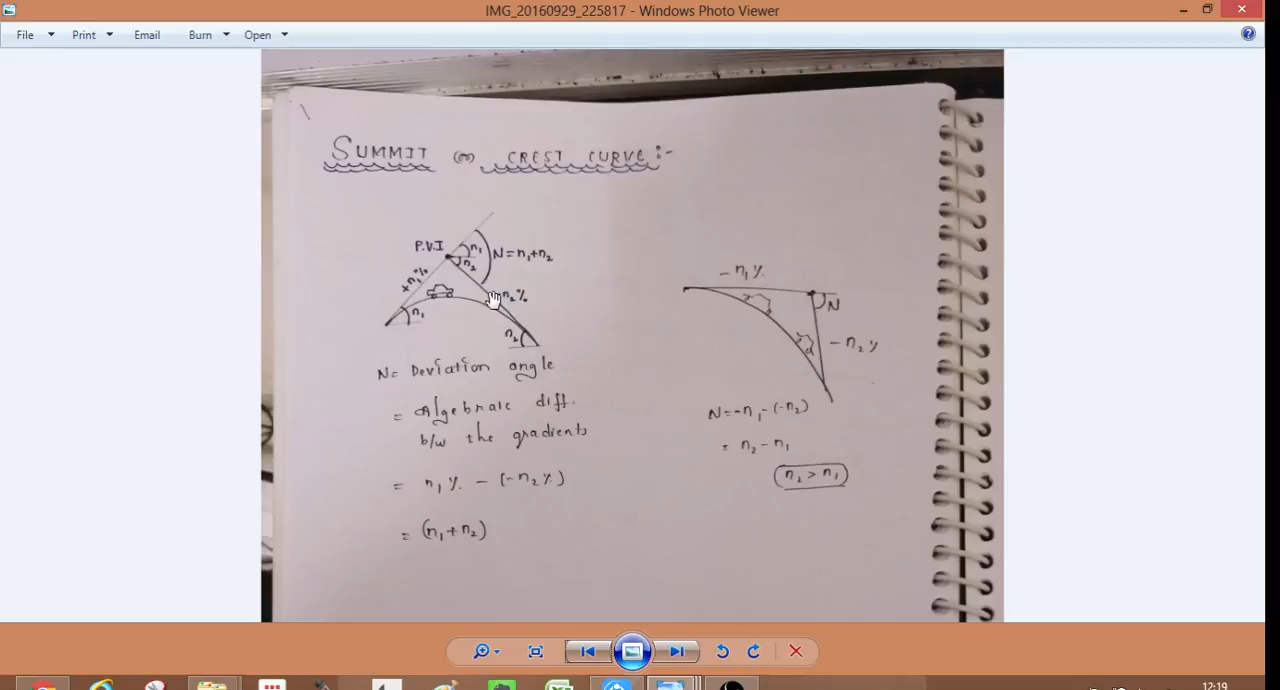 IMG_20160929_225817 - Windows Photo Viewer
File Print Email Burn Open
SUMMIT (or) CREST CURVE :-
P.V.I
n₁
n₂
N = n₁ + n₂
+n₁%
n₂%
n₁
n₂
N = Deviation angle
= Algebraic diff.
b/w the gradients
= n₁ % - (-n₂ %)
= (n₁ + n₂)
- n₁ %
N
- n₂ %
N = -n₁ - (-n₂)
= n₂ - n₁
n₂ > n₁
12:19